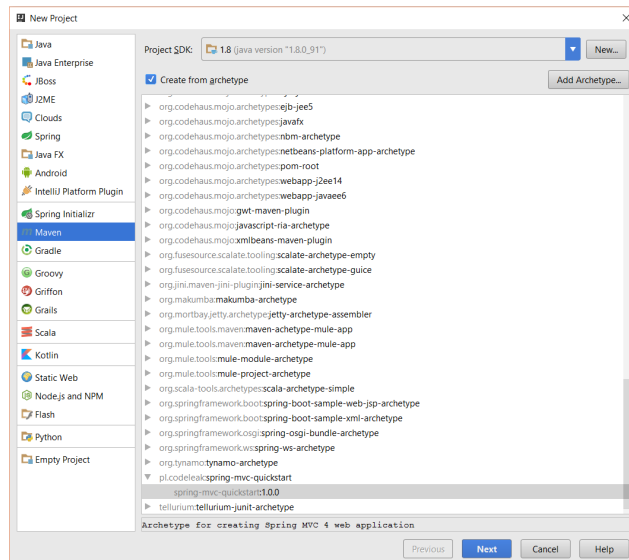 New Project
Java
Java Enterprise
JBoss
J2ME
Clouds
Spring
Java FX
Android
IntelliJ Platform Plugin
Spring Initializr
Maven
Gradle
Groovy
Griffon
Grails
Scala
Kotlin
Static Web
Node.js and NPM
Flash
Python
Empty Project
Project SDK: 1.8 (java version "1.8.0_91") New...
Create from archetype Add Archetype...
org.codehaus.mojo.archetypes:ejb-jee5
org.codehaus.mojo.archetypes:javafx
org.codehaus.mojo.archetypes:nbm-archetype
org.codehaus.mojo.archetypes:netbeans-platform-app-archetype
org.codehaus.mojo.archetypes:pom-root
org.codehaus.mojo.archetypes:webapp-j2ee14
org.codehaus.mojo.archetypes:webapp-javaee6
org.codehaus.mojo:gwt-maven-plugin
org.codehaus.mojo:javascript-ria-archetype
org.codehaus.mojo:xmlbeans-maven-plugin
org.fusesource.scalate.tooling:scalate-archetype-empty
org.fusesource.scalate.tooling:scalate-archetype-guice
org.jini.maven-jini-plugin:jini-service-archetype
org.makumba:makumba-archetype
org.mortbay.jetty.archetype:jetty-archetype-assembler
org.mule.tools.maven:maven-achetype-mule-app
org.mule.tools.maven:maven-archetype-mule-app
org.mule.tools:mule-module-archetype
org.mule.tools:mule-project-archetype
org.scala-tools.archetypes:scala-archetype-simple
org.springframework.boot:spring-boot-sample-web-jsp-archetype
org.springframework.boot:spring-boot-sample-xml-archetype
org.springframework.osgi:spring-osgi-bundle-archetype
org.springframework.ws:spring-ws-archetype
org.tynamo:tynamo-archetype
pl.codeleak:spring-mvc-quickstart
spring-mvc-quickstart:1.0.0
tellurium:tellurium-junit-archetype
Archetype for creating Spring MVC 4 web application
Previous Next Cancel Help